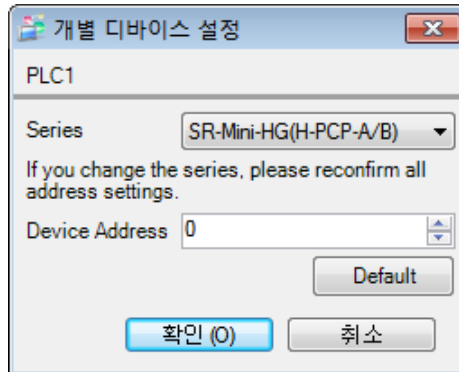 개별 디바이스 설정
PLC1
Series SR-Mini-HG(H-PCP-A/B)
If you change the series, please reconfirm all
address settings.
Device Address 0
Default
확인 (O) 취소